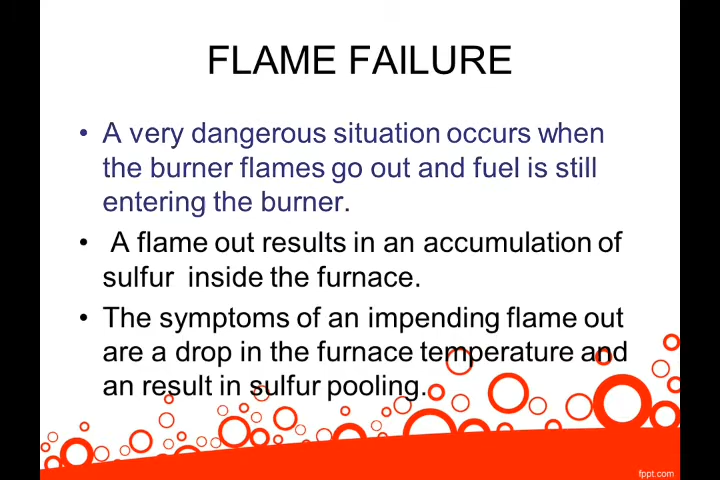 FLAME FAILURE
• A very dangerous situation occurs when
the burner flames go out and fuel is still
entering the burner.
• A flame out results in an accumulation of
sulfur inside the furnace.
• The symptoms of an impending flame out
are a drop in the furnace temperature and
an result in sulfur pooling.
fppt.com